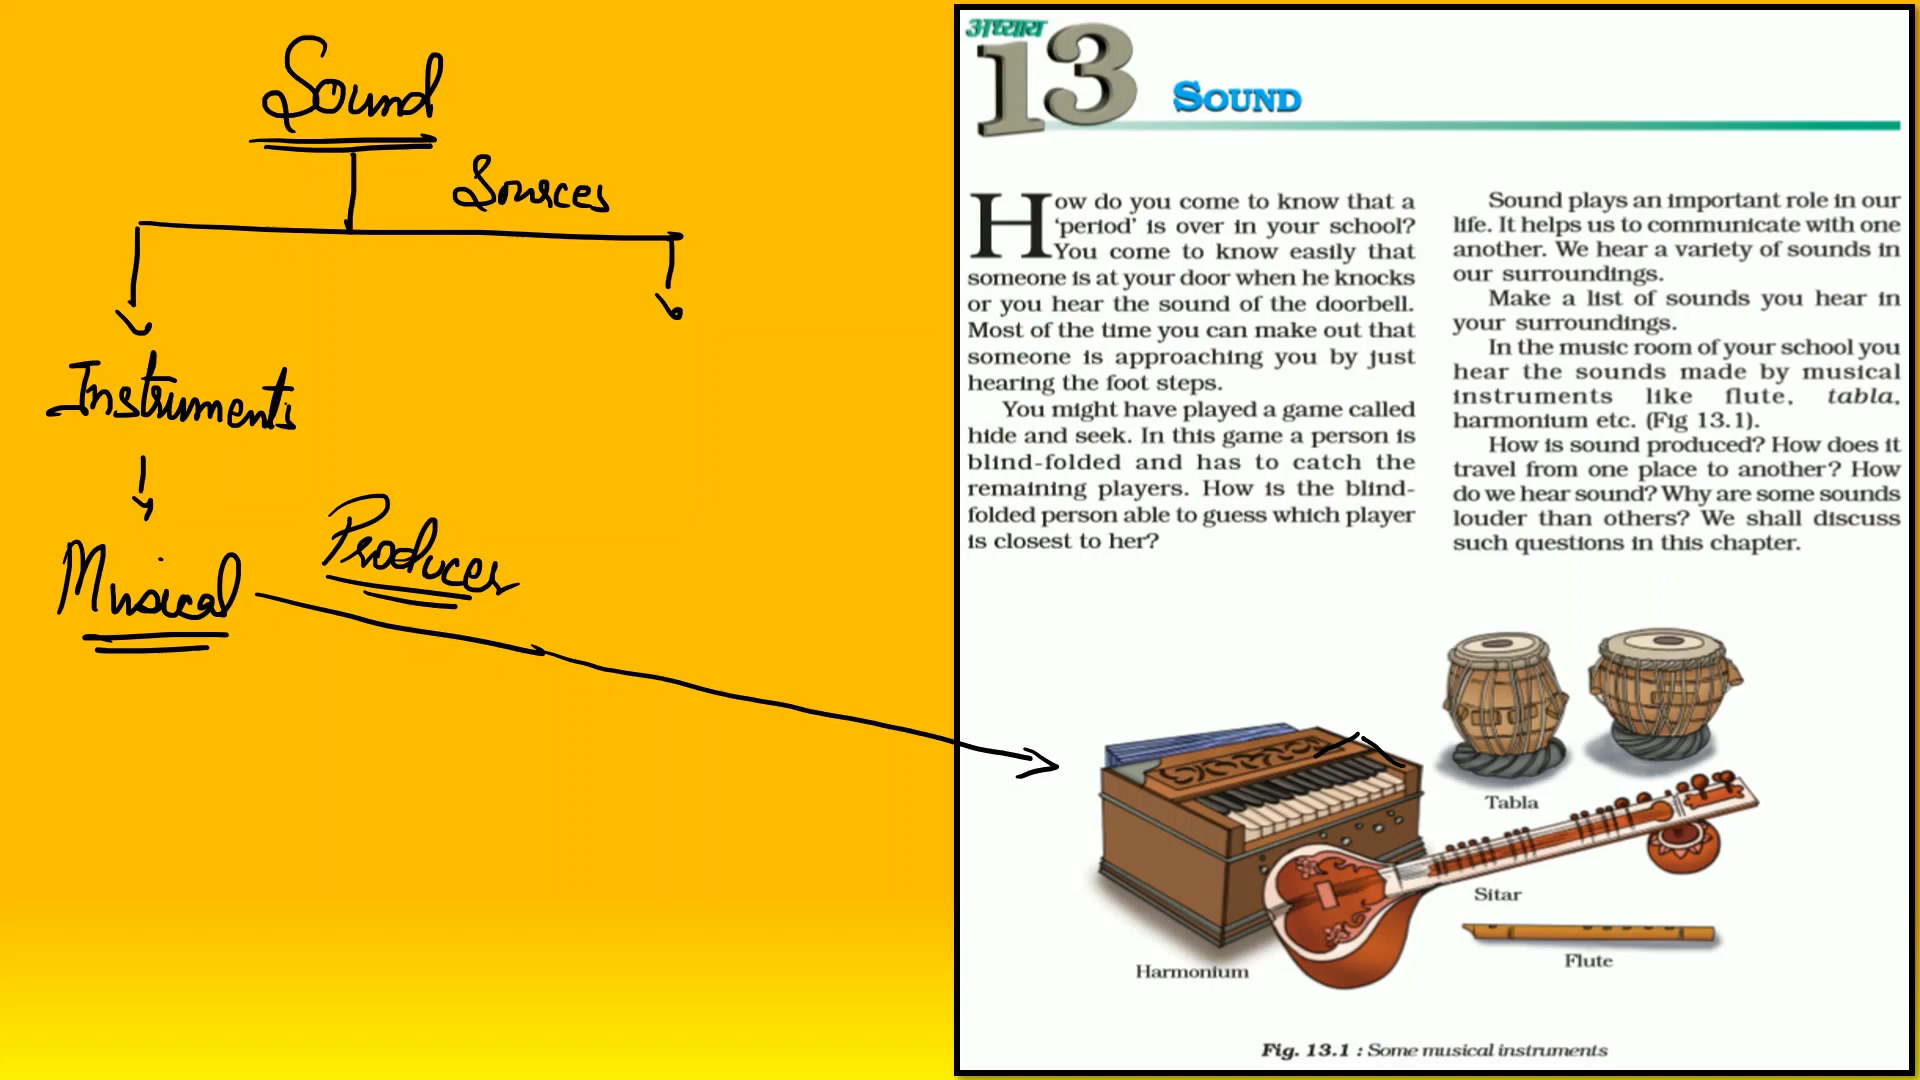 Sound
Sources
Instruments
Musical
Produces
अध्याय
13
SOUND
How do you come to know that a
'period' is over in your school?
You come to know easily that
someone is at your door when he knocks
or you hear the sound of the doorbell.
Most of the time you can make out that
someone is approaching you by just
hearing the foot steps.
You might have played a game called
hide and seek. In this game a person is
blind-folded and has to catch the
remaining players. How is the blind-
folded person able to guess which player
is closest to her?
Sound plays an important role in our
life. It helps us to communicate with one
another. We hear a variety of sounds in
our surroundings.
Make a list of sounds you hear in
your surroundings.
In the music room of your school you
hear the sounds made by musical
instruments like flute, tabla,
harmonium etc. (Fig 13.1).
How is sound produced? How does it
travel from one place to another? How
do we hear sound? Why are some sounds
louder than others? We shall discuss
such questions in this chapter.
Tabla
Sitar
Flute
Harmonium
Fig. 13.1 : Some musical instruments